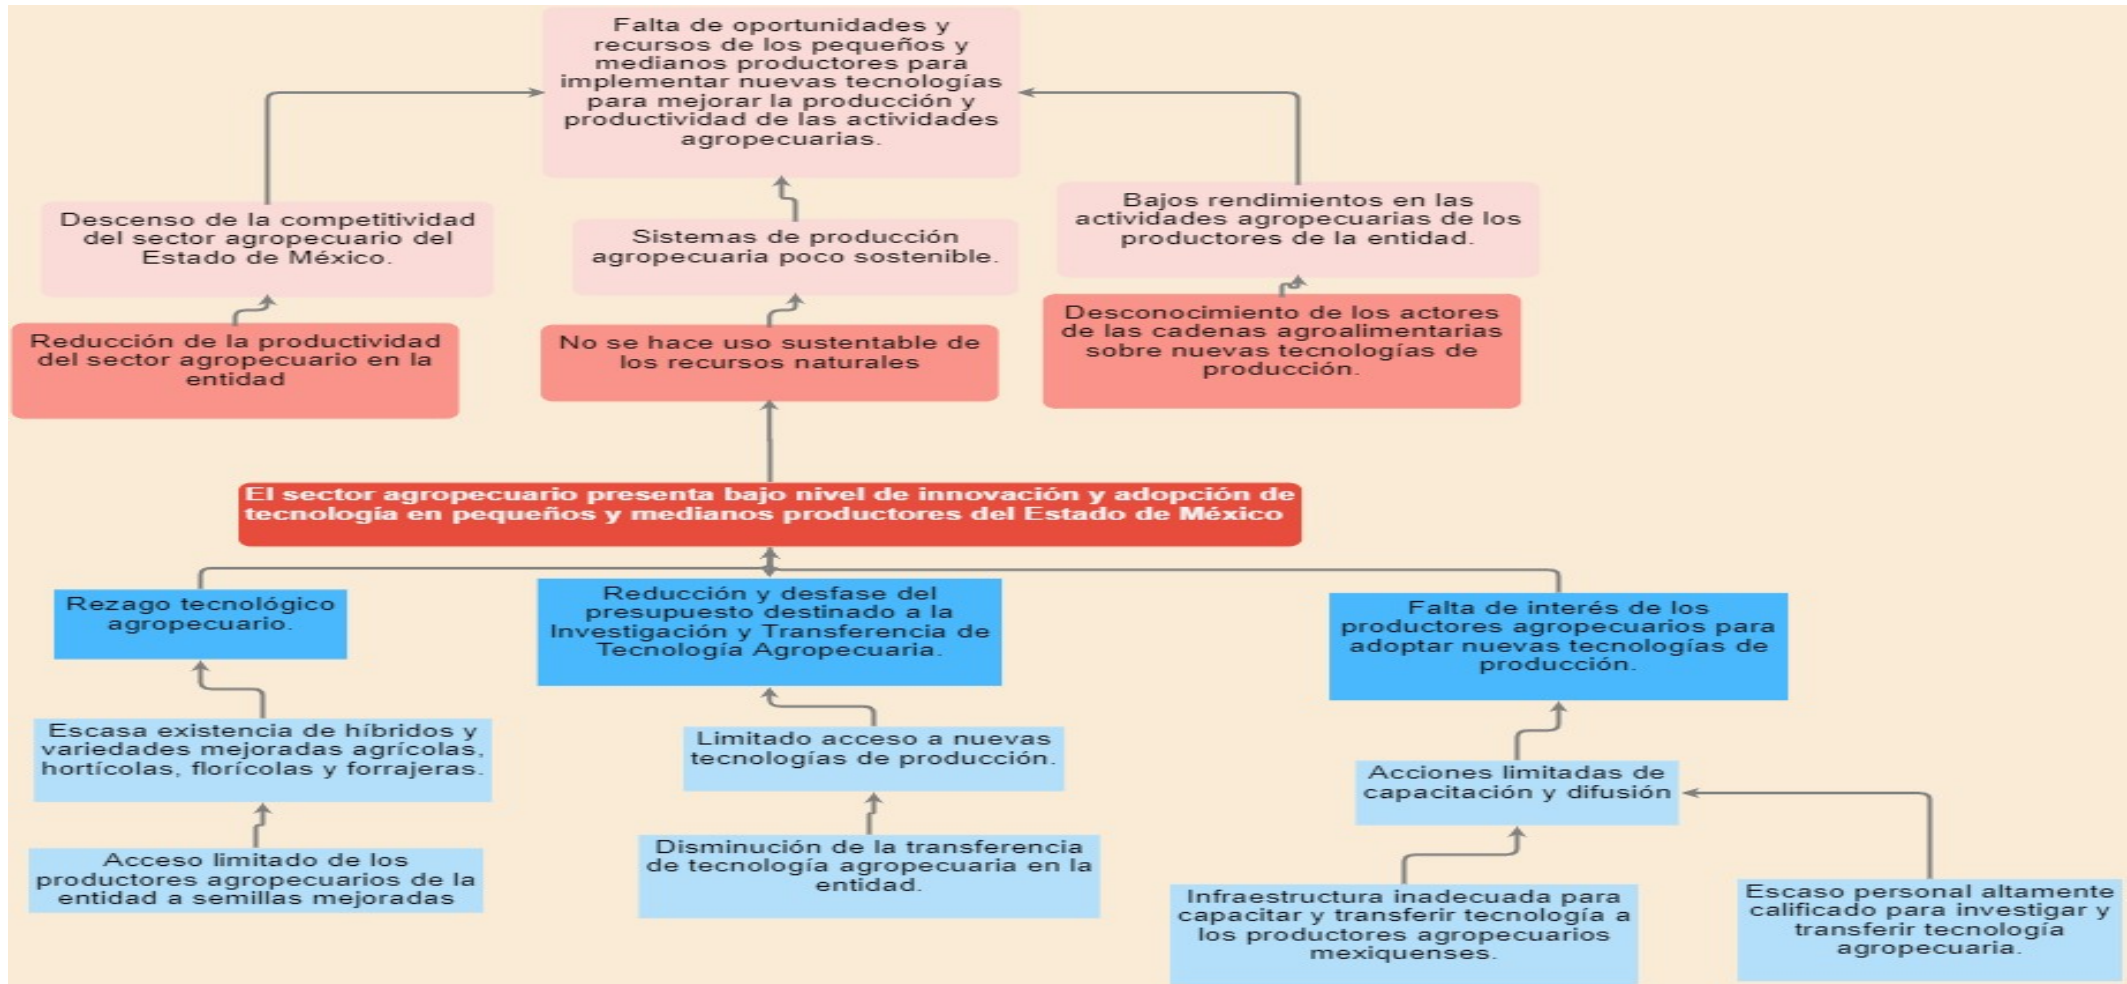 Falta de oportunidades y
recursos de los pequeños y
medianos productores para
implementar nuevas tecnologías
para mejorar la producción y
productividad de las actividades
agropecuarias.
Descenso de la competitividad
del sector agropecuario del
Estado de México.
Sistemas de producción
agropecuaria poco sostenible.
Bajos rendimientos en las
actividades agropecuarias de los
productores de la entidad.
Reducción de la productividad
del sector agropecuario en la
entidad
No se hace uso sustentable de
los recursos naturales
Desconocimiento de los actores
de las cadenas agroalimentarias
sobre nuevas tecnologías de
producción.
El sector agropecuario presenta bajo nivel de innovación y adopción de
tecnología en pequeños y medianos productores del Estado de México
Rezago tecnológico
agropecuario.
Reducción y desfase del
presupuesto destinado a la
Investigación y Transferencia de
Tecnología Agropecuaria.
Falta de interés de los
productores agropecuarios para
adoptar nuevas tecnologías de
producción.
Escasa existencia de híbridos y
variedades mejoradas agrícolas,
hortícolas, florícolas y forrajeras.
Limitado acceso a nuevas
tecnologías de producción.
Acciones limitadas de
capacitación y difusión
Acceso limitado de los
productores agropecuarios de la
entidad a semillas mejoradas
Disminución de la transferencia
de tecnología agropecuaria en la
entidad.
Infraestructura inadecuada para
capacitar y transferir tecnología a
los productores agropecuarios
mexiquenses.
Escaso personal altamente
calificado para investigar y
transferir tecnología
agropecuaria.